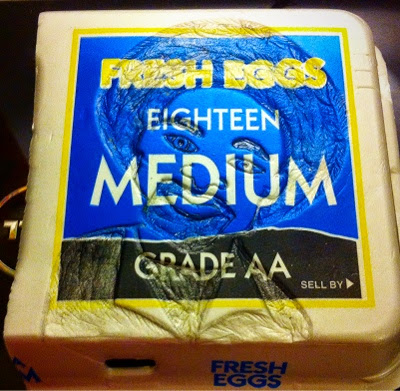 FRESH EGGS
EIGHTEEN
MEDIUM
GRADE AA
SELL BY
FRESH
EGGS